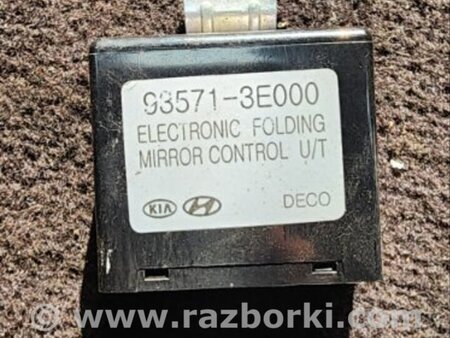 93571-3E000
ELECTRONIC FOLDING
MIRROR CONTROL U/T
KIA
DECO
www.razborki.com